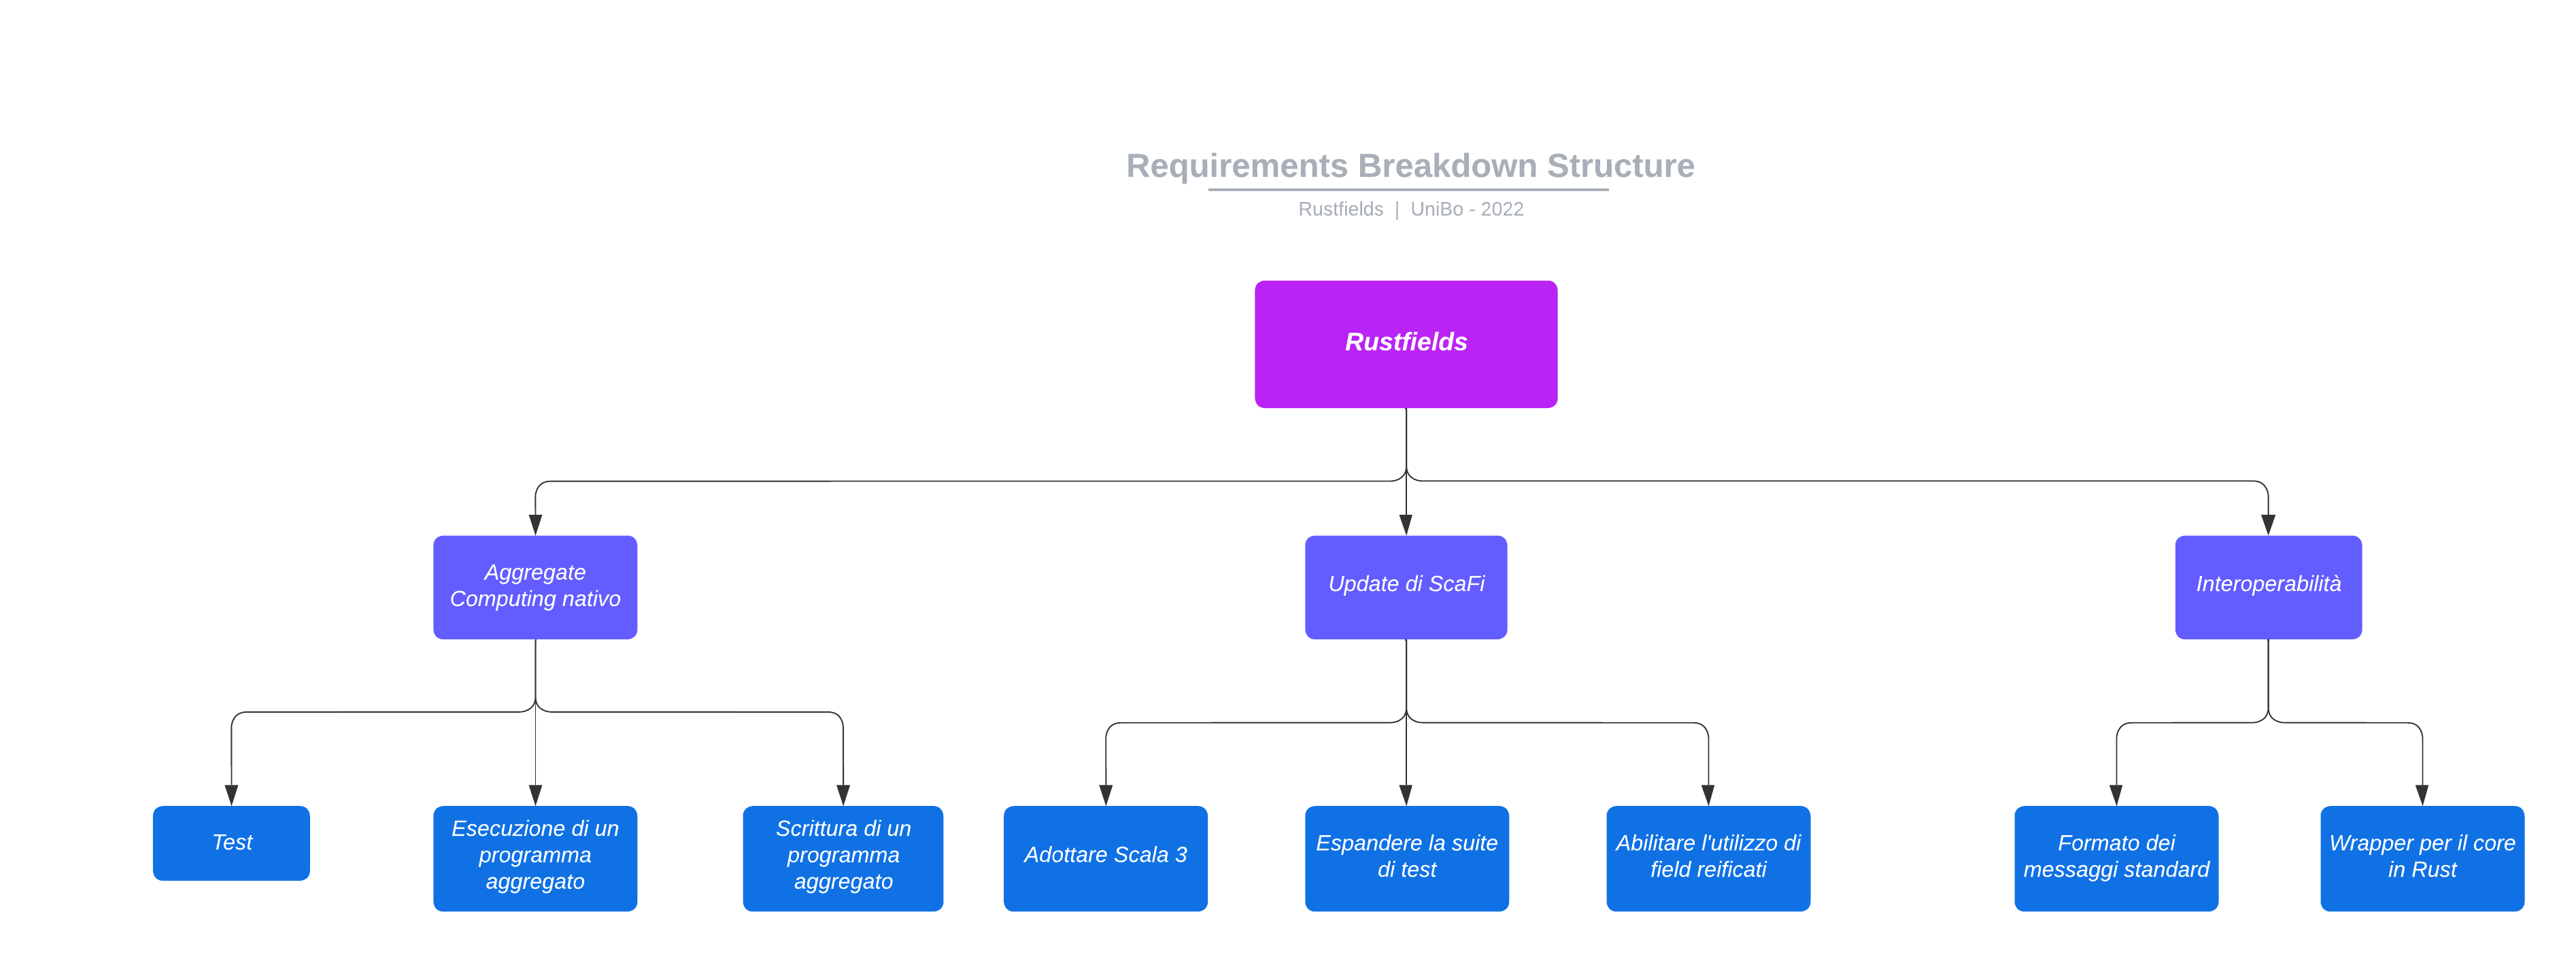 Requirements Breakdown Structure
Rustfields | UniBo - 2022
Rustfields
Aggregate
Computing nativo
Update di ScaFi
Interoperabilità
Test
Esecuzione di un
programma
aggregato
Scrittura di un
programma
aggregato
Adottare Scala 3
Espandere la suite
di test
Abilitare l'utilizzo di
field reificati
Formato dei
messaggi standard
Wrapper per il core
in Rust